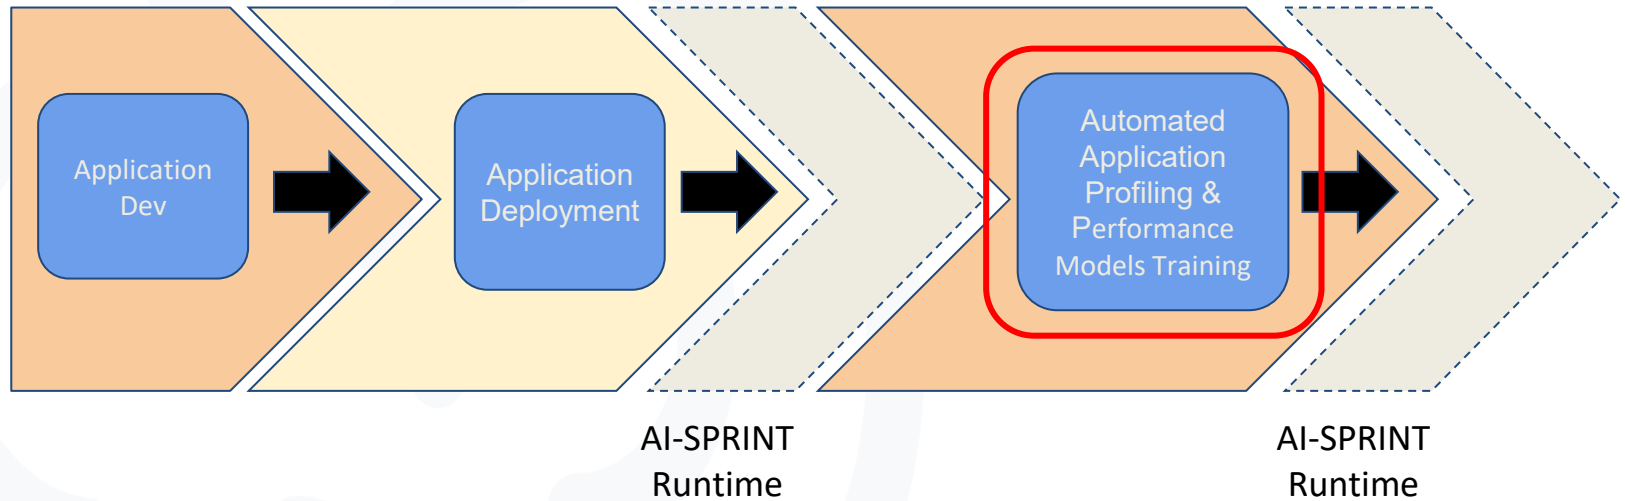 Application
Dev
Application
Deployment
Automated
Application
Profiling &
Performance
Models Training
AI-SPRINT
Runtime
AI-SPRINT
Runtime